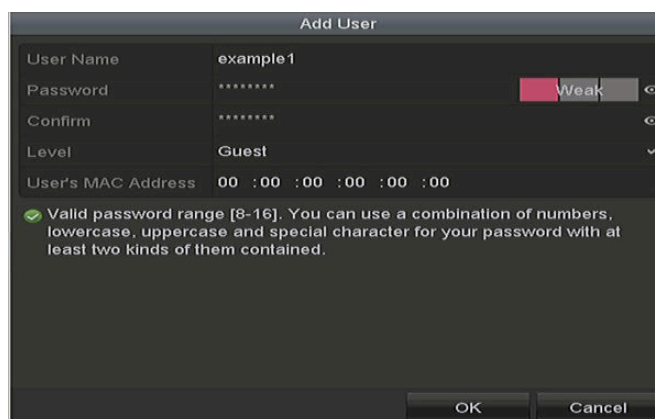 Add User
User Name example1
Password ******** Weak
Confirm ********
Level Guest
User's MAC Address 00 :00 :00 :00 :00 :00
Valid password range [8-16]. You can use a combination of numbers,
lowercase, uppercase and special character for your password with at
least two kinds of them contained.
OK Cancel